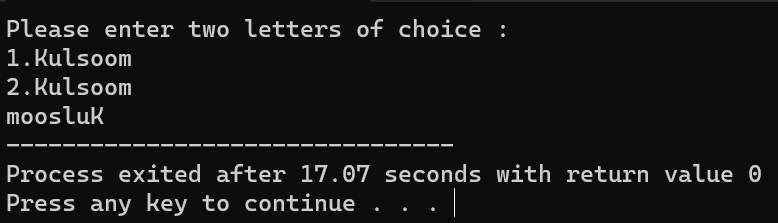 Please enter two letters of choice :
1.Kulsoom
2.Kulsoom
moosluK
--------------------------------
Process exited after 17.07 seconds with return value 0
Press any key to continue . . .